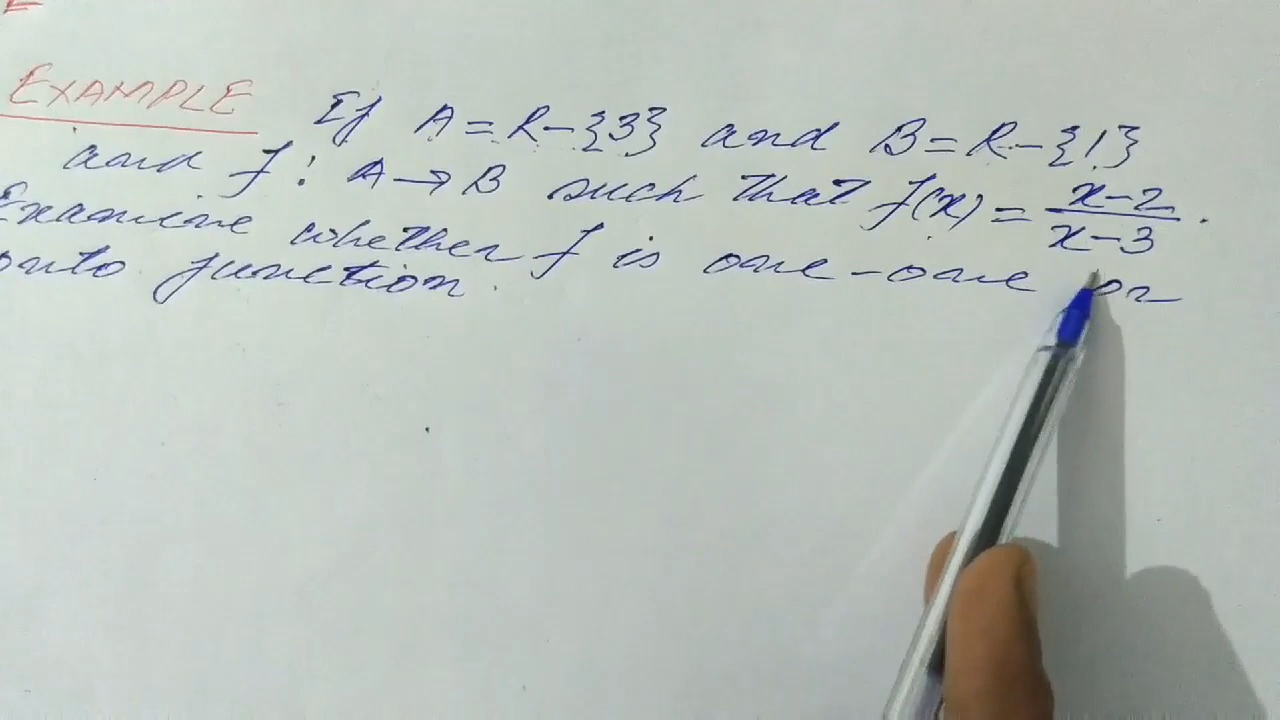 EXAMPLE If A = R-{3} and B = R-{1}
and f : A → B such that f(x) = x-2/x-3 .
Examine whether f is one-one or
onto function.